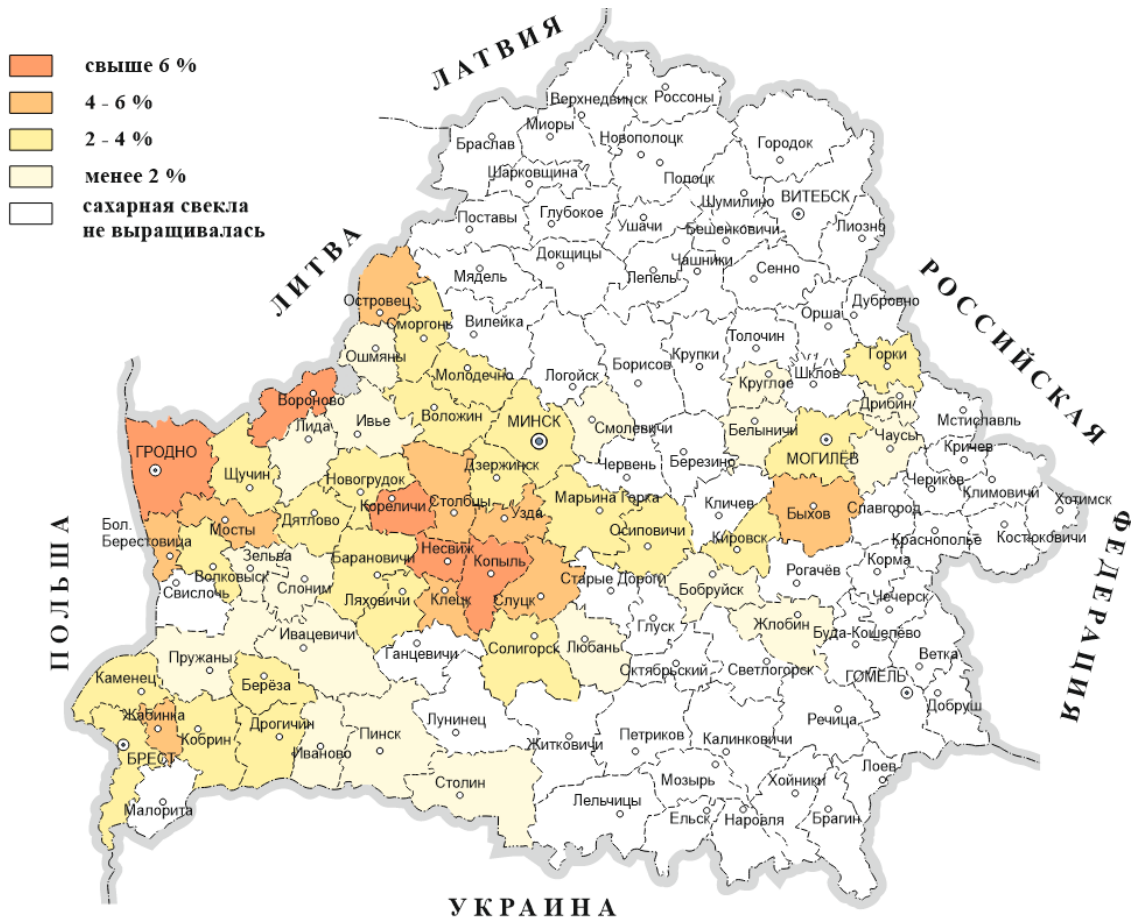 ЛАТВИЯ
свыше 6 %
4 - 6 %
2 - 4 %
менее 2 %
сахарная свекла
не выращивалась
ЛИТВА
РОССИЙСКАЯ
ФЕДЕРАЦИЯ
ПОЛЬША
УКРАИНА
Верхнедвинск
Россоны
Миоры
Браслав
Новополоцк
Городок
Шарковщина
Полоцк
Шумилино
ВИТЕБСК
Поставы
Глубокое
Ушачи
Бешенковичи
Лиозно
Докшицы
Чашники
Мядель
Лепель
Сенно
Островец
Сморгонь
Вилейка
Орша
Дубровно
Толочин
Ошмяны
Молодечно
Логойск
Борисов
Крупки
Горки
Круглое
Шклов
Вороново
Воложин
МИНСК
Дрибин
Лида
Ивье
Смолевичи
Белыничи
Чаусы
Мстиславль
ГРОДНО
Щучин
Дзержинск
Червень
Березино
МОГИЛЁВ
Кричев
Новогрудок
Чериков
Климовичи
Кореличи
Столбцы
Марьина Горка
Кличев
Хотимск
Бол.
Берестовица
Мосты
Дятлово
Узда
Осиповичи
Быхов
Славгород
Костюковичи
Зельва
Барановичи
Несвиж
Копыль
Кировск
Краснополье
Волковыск
Старые Дороги
Рогачёв
Корма
Свислочь
Слоним
Ляховичи
Клецк
Слуцк
Бобруйск
Чечерск
Глуск
Жлобин
Ивацевичи
Ганцевичи
Солигорск
Любань
Буда-Кошелёво
Пружаны
Октябрьский
Светлогорск
Ветка
Каменец
Берёза
ГОМЕЛЬ
Добруш
Жабинка
Кобрин
Дрогичин
Пинск
Лунинец
Речица
БРЕСТ
Иваново
Житковичи
Петриков
Калинковичи
Малорита
Столин
Мозырь
Хойники
Лоев
Лельчицы
Ельск
Наровля
Брагин